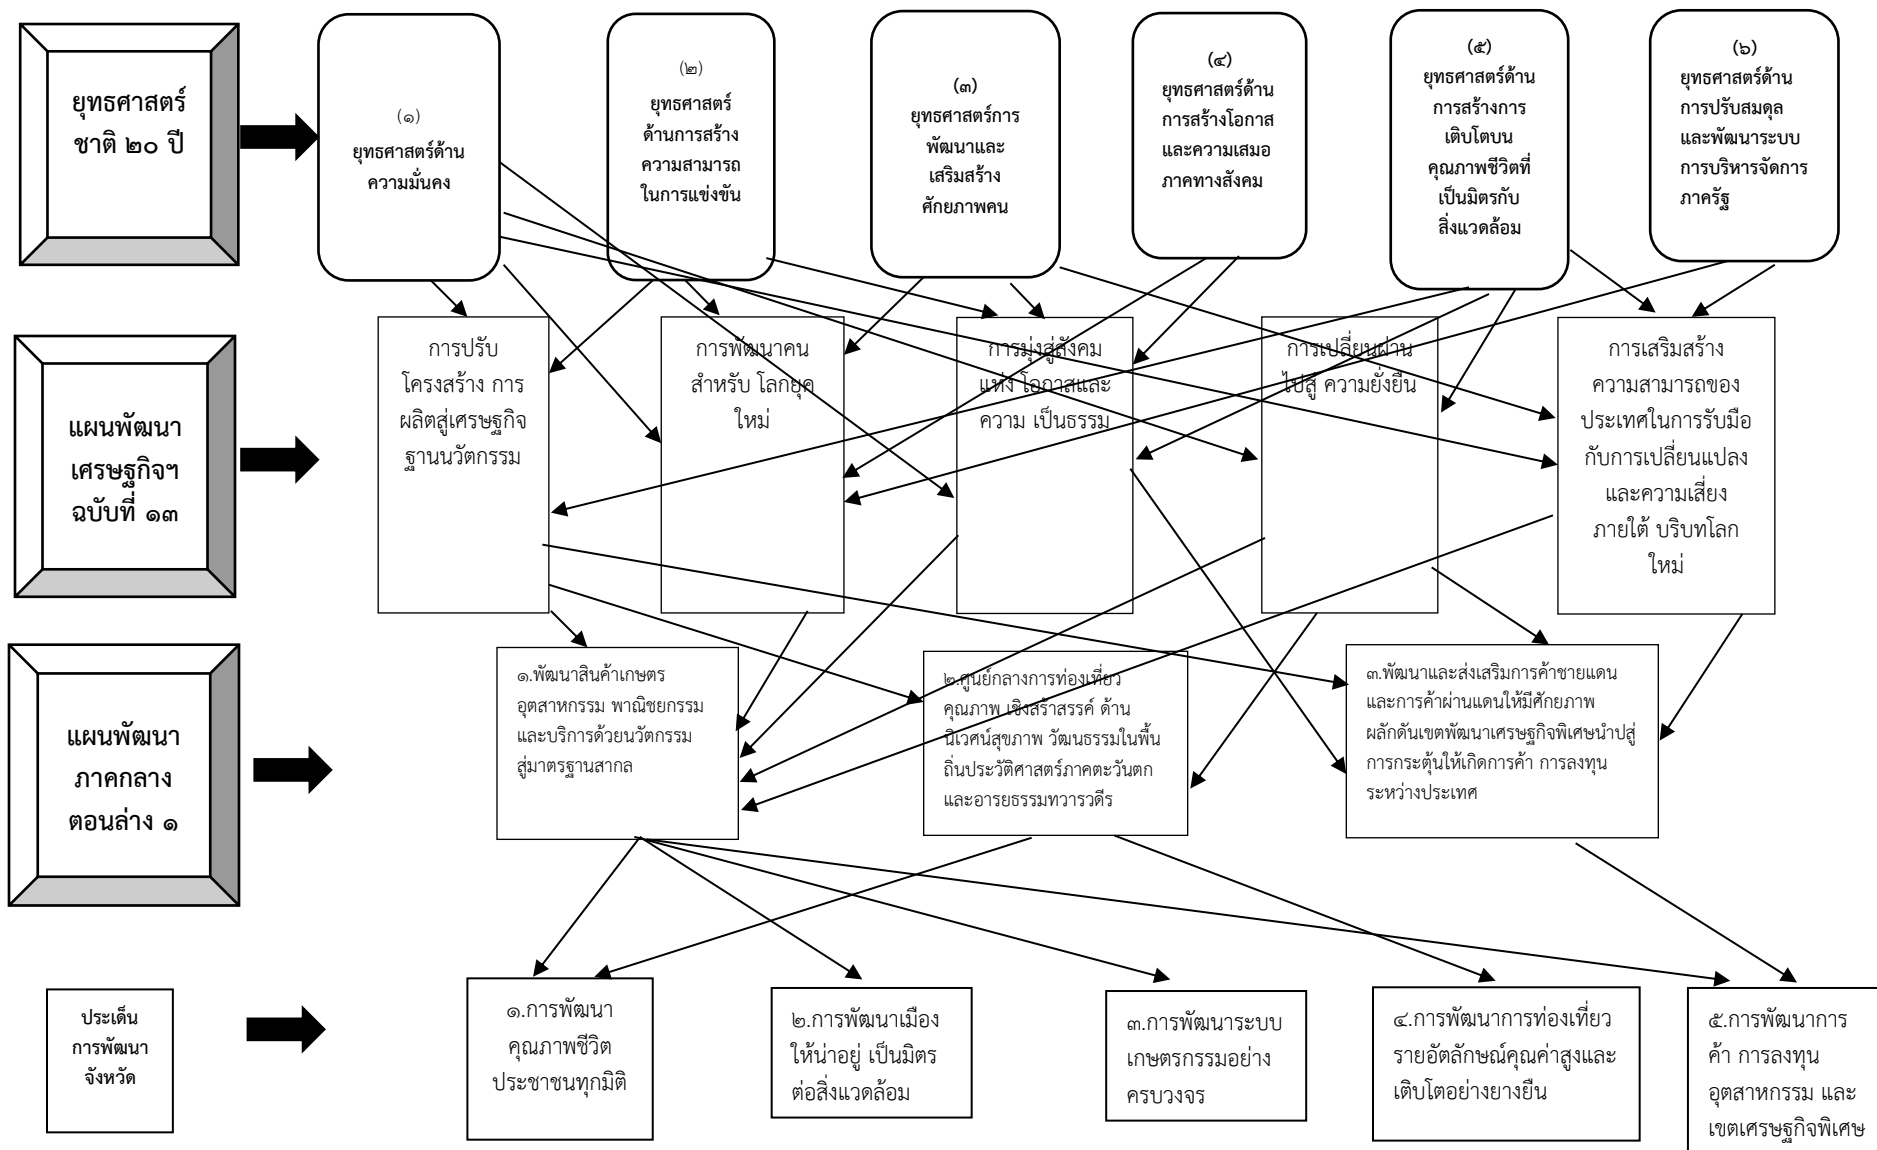 ยุทธศาสตร์
ชาติ ๒๐ ปี
(๑)
ยุทธศาสตร์ด้าน
ความมั่นคง
(๒)
ยุทธศาสตร์
ด้านการสร้าง
ความสามารถ
ในการแข่งขัน
(๓)
ยุทธศาสตร์การ
พัฒนาและ
เสริมสร้าง
ศักยภาพคน
(๔)
ยุทธศาสตร์ด้าน
การสร้างโอกาส
และความเสมอ
ภาคทางสังคม
(๕)
ยุทธศาสตร์ด้าน
การสร้างการ
เติบโตบน
คุณภาพชีวิตที่
เป็นมิตรกับ
สิ่งแวดล้อม
(๖)
ยุทธศาสตร์ด้าน
การปรับสมดุล
และพัฒนาระบบ
การบริหารจัดการ
ภาครัฐ
แผนพัฒนา
เศรษฐกิจฯ
ฉบับที่ ๑๓
การปรับ
โครงสร้าง การ
ผลิตสู่เศรษฐกิจ
ฐานนวัตกรรม
การพัฒนาคน
สำหรับ โลกยุค
ใหม่
การมุ่งสู่สังคม
แห่ง โอกาสและ
ความ เป็นธรรม
การเปลี่ยนผ่าน
ไปสู่ ความยั่งยืน
การเสริมสร้าง
ความสามารถของ
ประเทศในการรับมือ
กับการเปลี่ยนแปลง
และความเสี่ยง
ภายใต้ บริบทโลก
ใหม่
แผนพัฒนา
ภาคกลาง
ตอนล่าง ๑
๑.พัฒนาสินค้าเกษตร
อุตสาหกรรม พาณิชยกรรม
และบริการด้วยนวัตกรรม
สู่มาตรฐานสากล
๒.ศูนย์กลางการท่องเที่ยว
คุณภาพ เชิงสร้าสรรค์ ด้าน
นิเวศน์สุขภาพ วัฒนธรรมในพื้น
ถิ่นประวัติศาสตร์ภาคตะวันตก
และอารยธรรมทวารวดีร
๓.พัฒนาและส่งเสริมการค้าชายแดน
และการค้าผ่านแดนให้มีศักยภาพ
ผลักดันเขตพัฒนาเศรษฐกิจพิเศษนำปสู่
การกระตุ้นให้เกิดการค้า การลงทุน
ระหว่างประเทศ
ประเด็น
การพัฒนา
จังหวัด
๑.การพัฒนา
คุณภาพชีวิต
ประชาชนทุกมิติ
๒.การพัฒนาเมือง
ให้น่าอยู่ เป็นมิตร
ต่อสิ่งแวดล้อม
๓.การพัฒนาระบบ
เกษตรกรรมอย่าง
ครบวงจร
๔.การพัฒนาการท่องเที่ยว
รายอัตลักษณ์คุณค่าสูงและ
เติบโตอย่างยางยืน
๕.การพัฒนาการ
ค้า การลงทุน
อุตสาหกรรม และ
เขตเศรษฐกิจพิเศษ